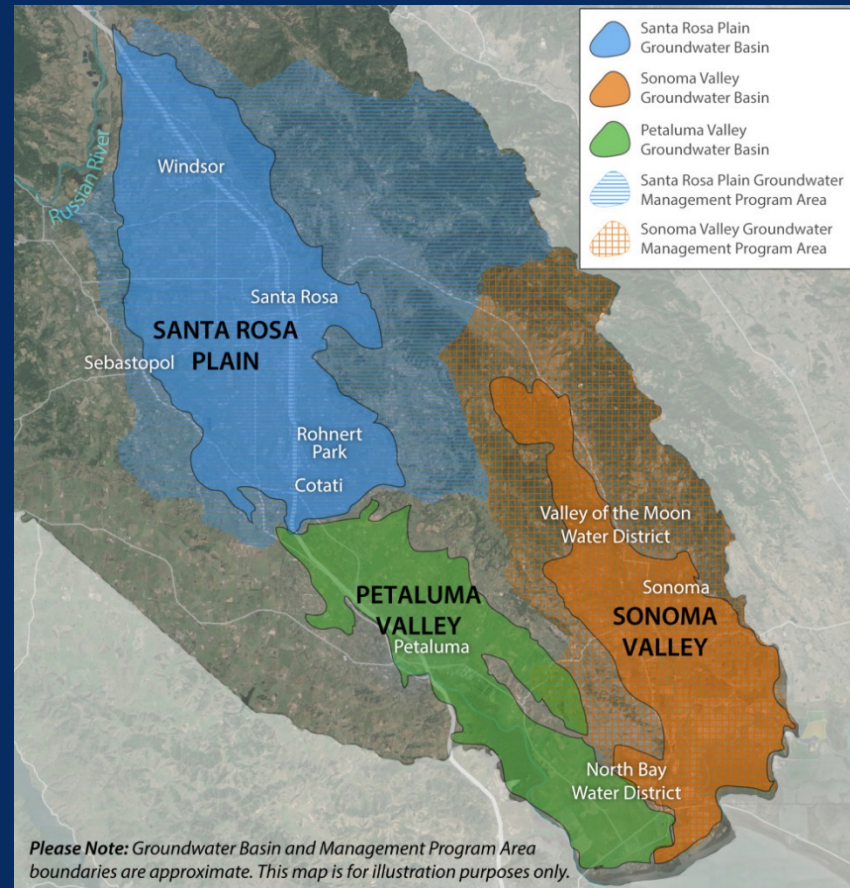 Santa Rosa Plain
Groundwater Basin
Sonoma Valley
Groundwater Basin
Petaluma Valley
Groundwater Basin
Santa Rosa Plain Groundwater
Management Program Area
Sonoma Valley Groundwater
Management Program Area
Windsor
Russian River
Santa Rosa
SANTA ROSA
PLAIN
Sebastopol
Rohnert
Park
Cotati
Valley of the Moon
Water District
Sonoma
SONOMA
VALLEY
PETALUMA
VALLEY
Petaluma
North Bay
Water District
Please Note: Groundwater Basin and Management Program Area
boundaries are approximate. This map is for illustration purposes only.